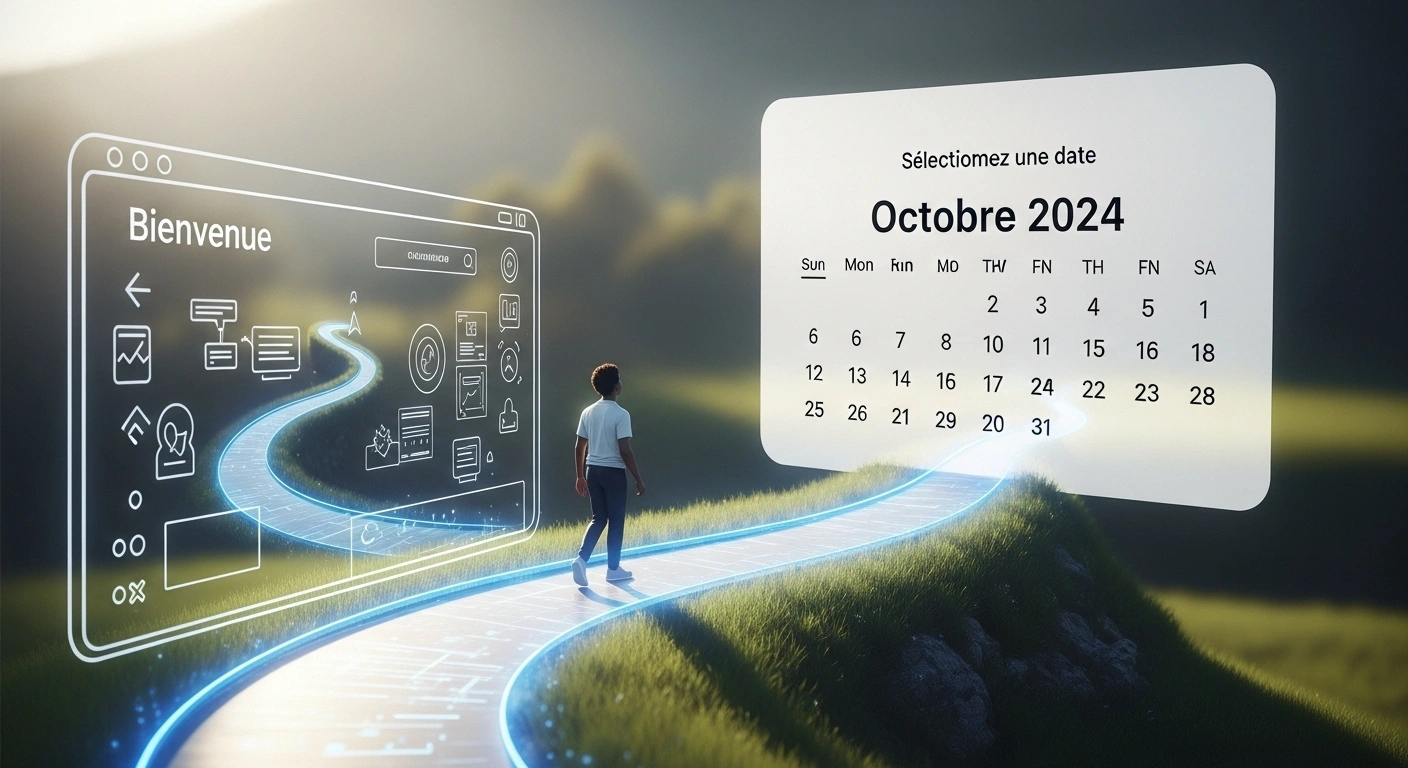 Bienvenue
Sélectiomez une date
Octobre 2024
Sun Mon Run MO TH/ FN TH FN SA
2 3 4 5 1
6 6 7 8 10 11 15 16 18
12 13 14 16 17 24 22 23 28
25 26 21 29 20 31